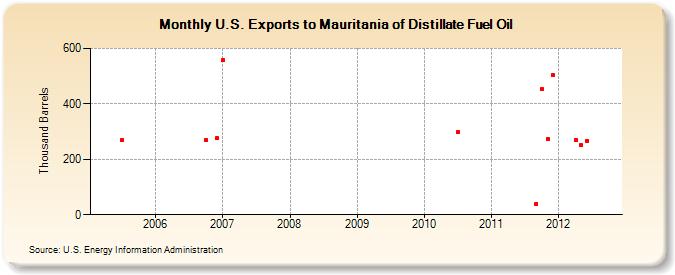 Monthly U.S. Exports to Mauritania of Distillate Fuel Oil
Thousand Barrels
600
400
200
0
2006 2007 2008 2009 2010 2011 2012
Source: U.S. Energy Information Administration